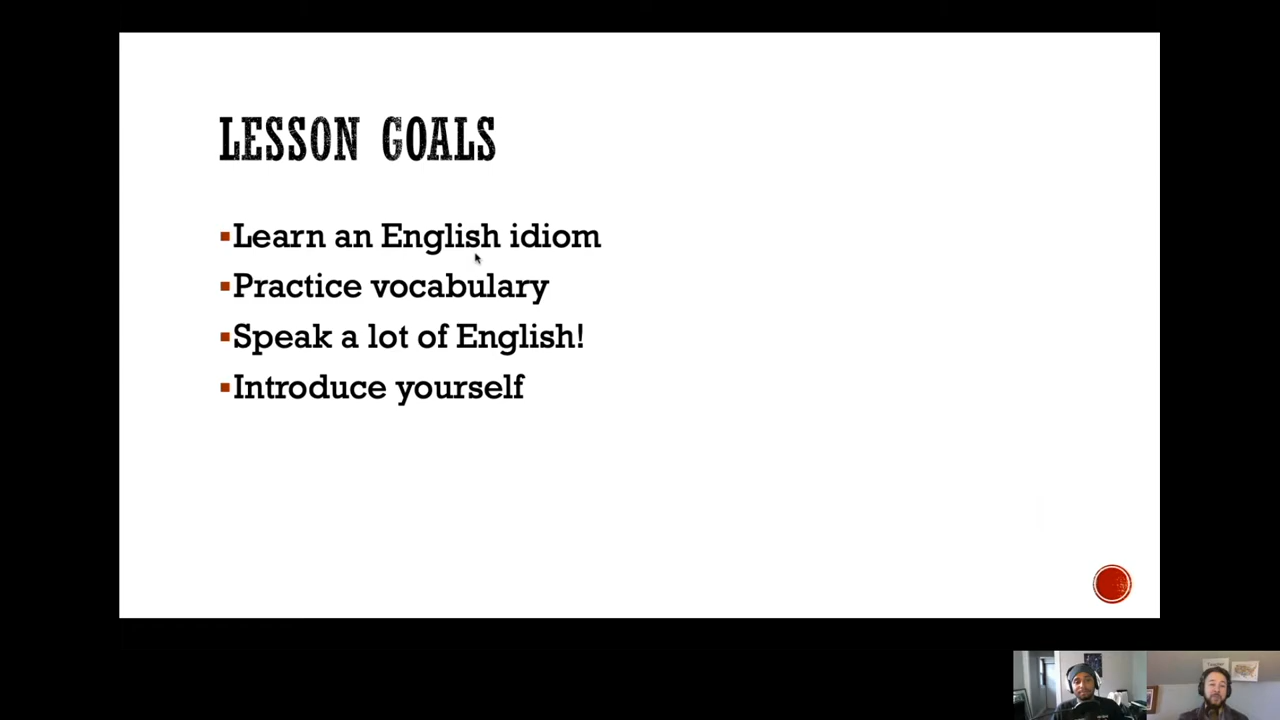 LESSON GOALS
Learn an English idiom
Practice vocabulary
Speak a lot of English!
Introduce yourself